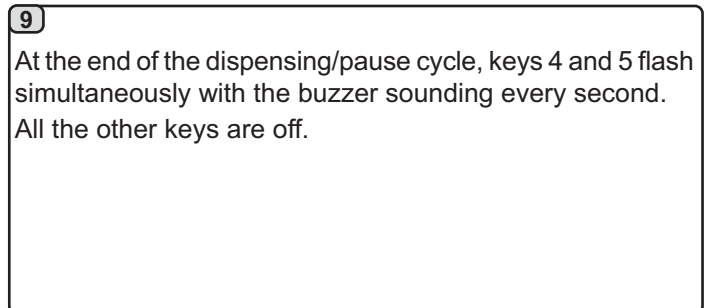 9
At the end of the dispensing/pause cycle, keys 4 and 5 flash
simultaneously with the buzzer sounding every second.
All the other keys are off.